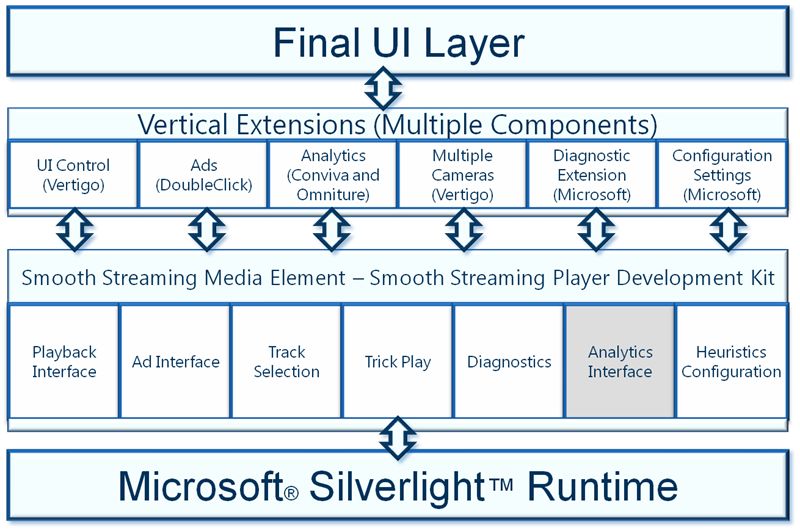 Final UI Layer
Vertical Extensions (Multiple Components)
UI Control
(Vertigo)
Ads
(DoubleClick)
Analytics
(Conviva and
Omniture)
Multiple
Cameras
(Vertigo)
Diagnostic
Extension
(Microsoft)
Configuration
Settings
(Microsoft)
Smooth Streaming Media Element – Smooth Streaming Player Development Kit
Playback
Interface
Ad Interface
Track
Selection
Trick Play
Diagnostics
Analytics
Interface
Heuristics
Configuration
Microsoft® Silverlight™ Runtime